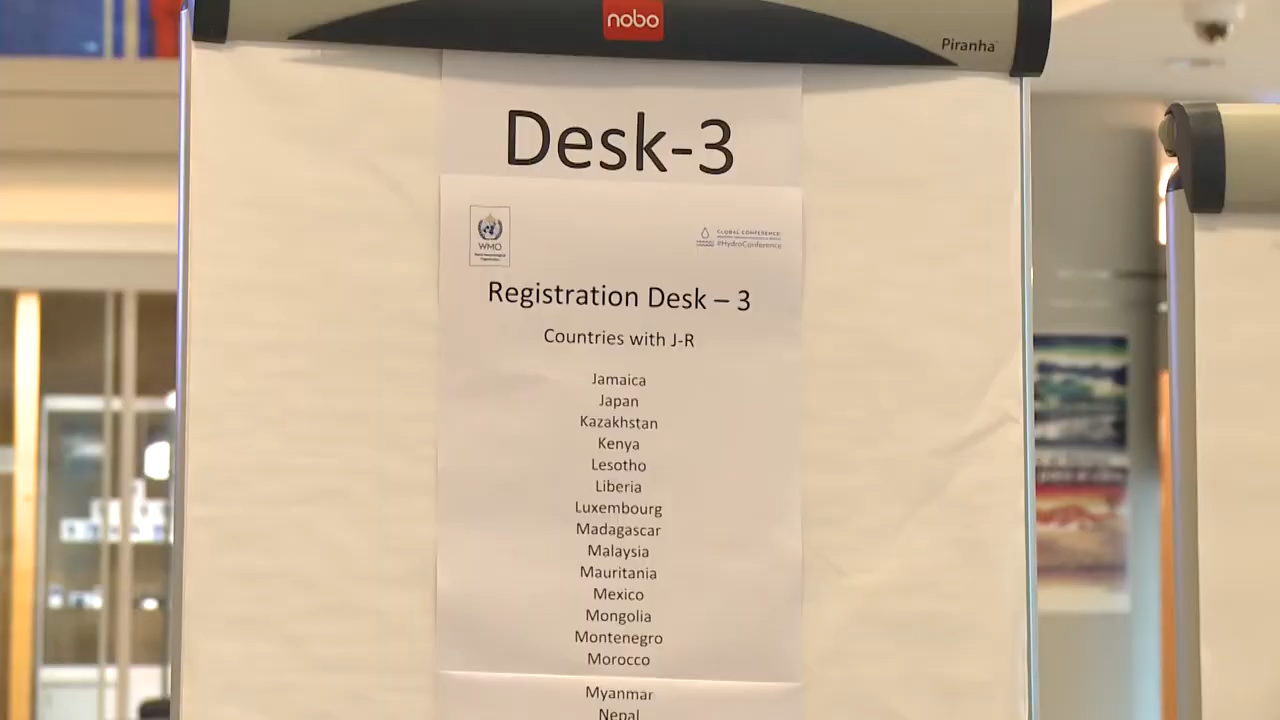 nobo
Piranha
Desk-3
WMO
GLOBAL CONFERENCE
#HydroConference
Registration Desk – 3
Countries with J-R
Jamaica
Japan
Kazakhstan
Kenya
Lesotho
Liberia
Luxembourg
Madagascar
Malaysia
Mauritania
Mexico
Mongolia
Montenegro
Morocco
Myanmar
Nepal